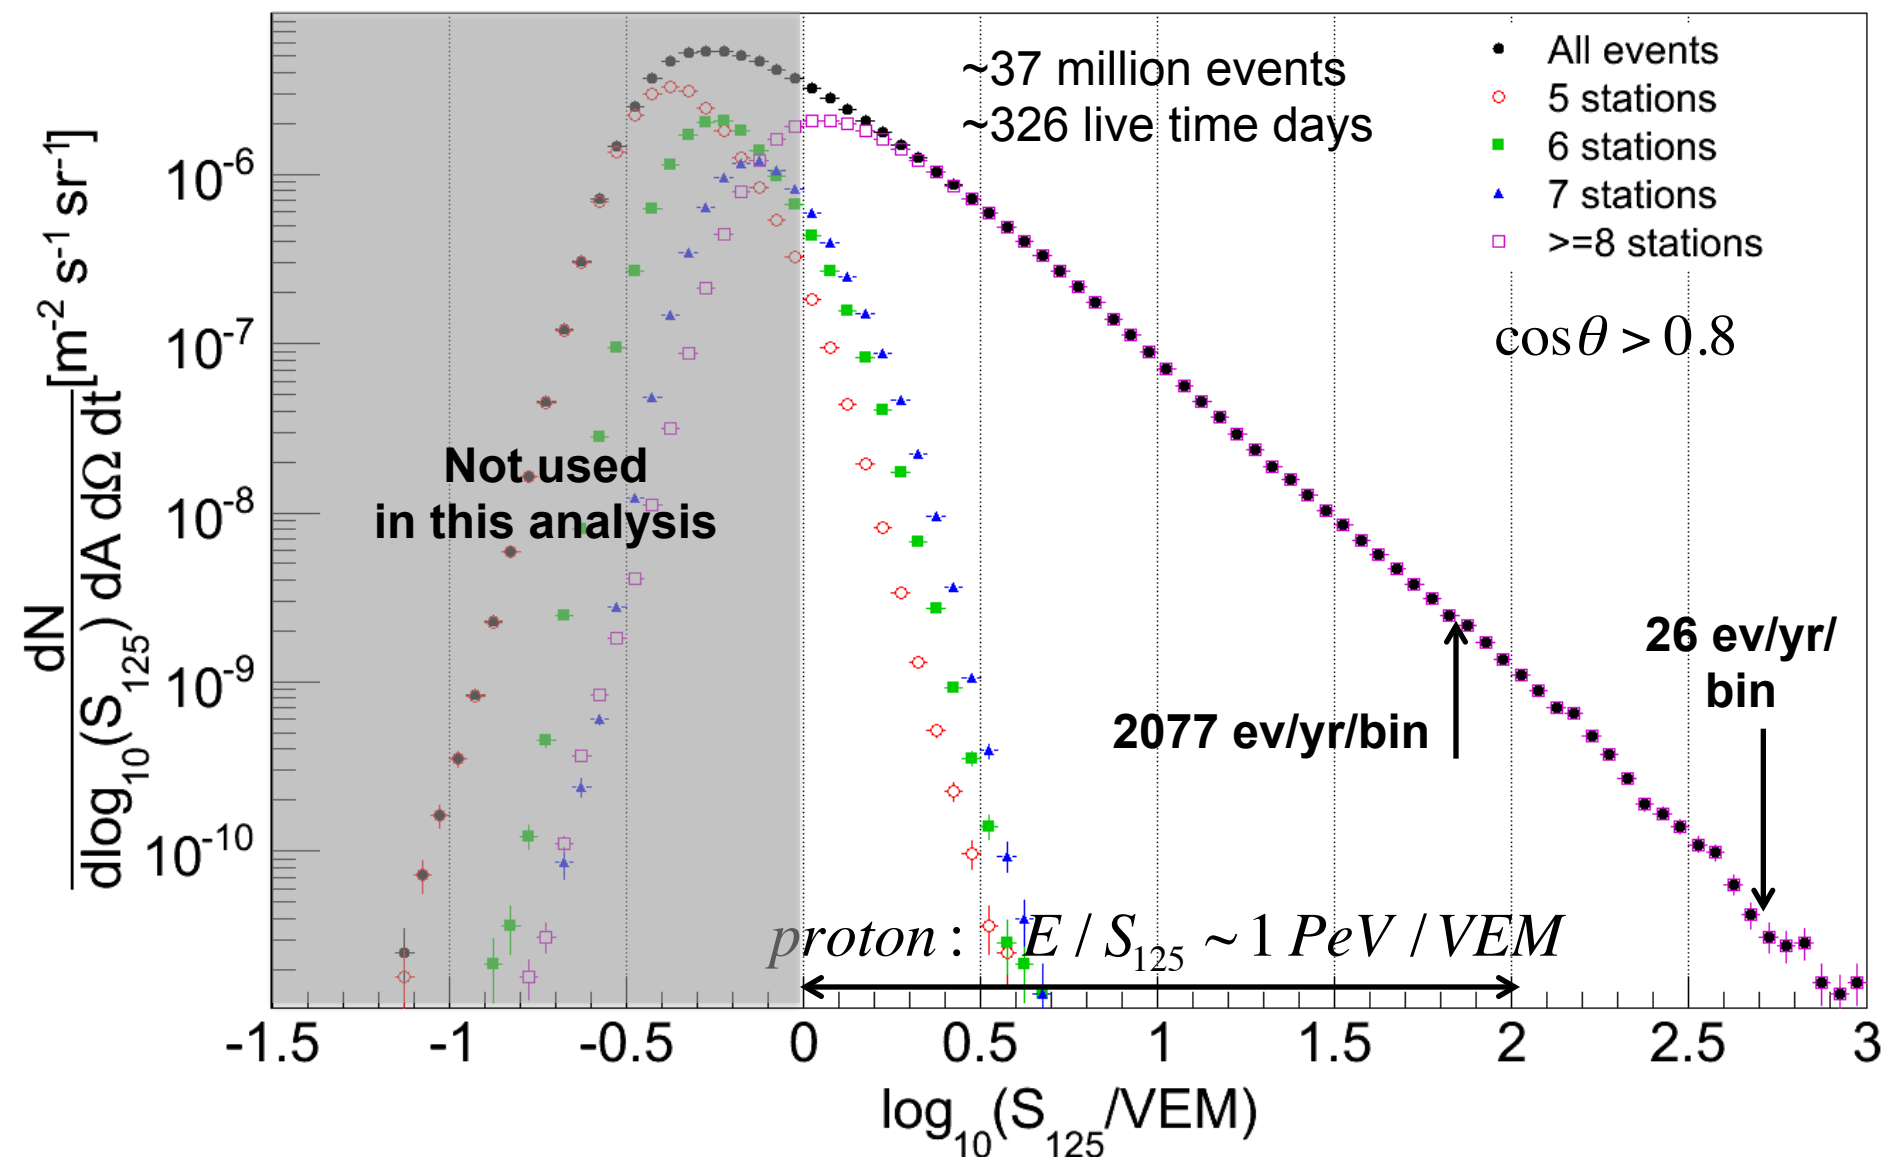 ~37 million events
~326 live time days
All events
5 stations
6 stations
7 stations
>=8 stations
cosθ > 0.8
Not used
in this analysis
2077 ev/yr/bin
26 ev/yr/
bin
proton: E / S₁₂₅ ~ 1 PeV / VEM
dN
dlog₁₀(S₁₂₅) dA dΩ dt [m⁻² s⁻¹ sr⁻¹]
10⁻⁶
10⁻⁷
10⁻⁸
10⁻⁹
10⁻¹⁰
-1.5 -1 -0.5 0 0.5 1 1.5 2 2.5 3
log₁₀(S₁₂₅/VEM)